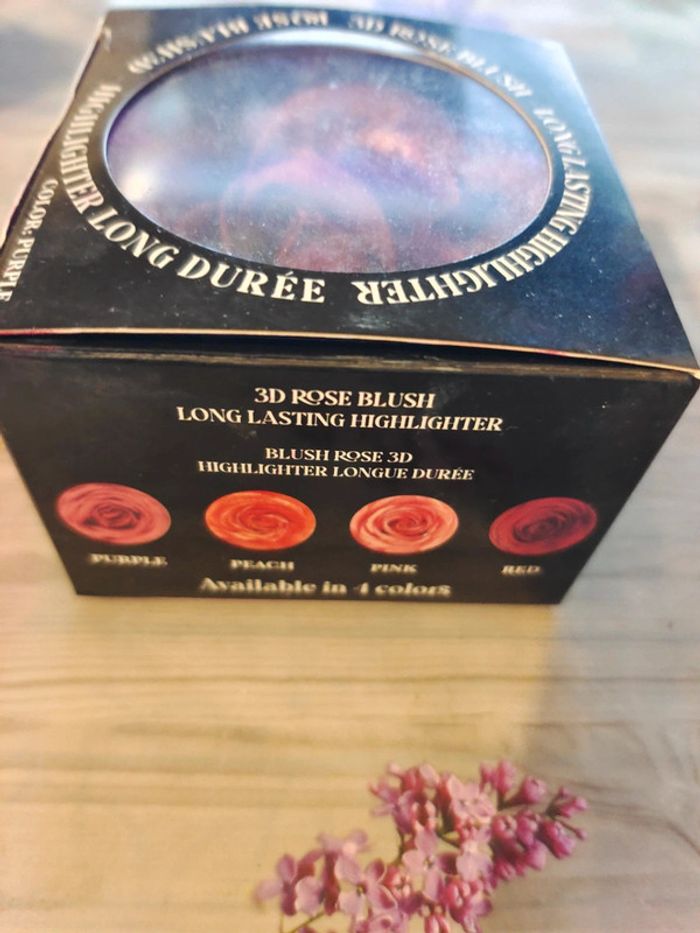 3D ROSE BLUSH
LONG LASTING HIGHLIGHTER
HIGHLIGHTER LONG DURÉE
COLOR: PURPLE
3D ROSE BLUSH
LONG LASTING HIGHLIGHTER
BLUSH ROSE 3D
HIGHLIGHTER LONGUE DURÉE
PURPLE
PEACH
PINK
RED
Available in 4 colors